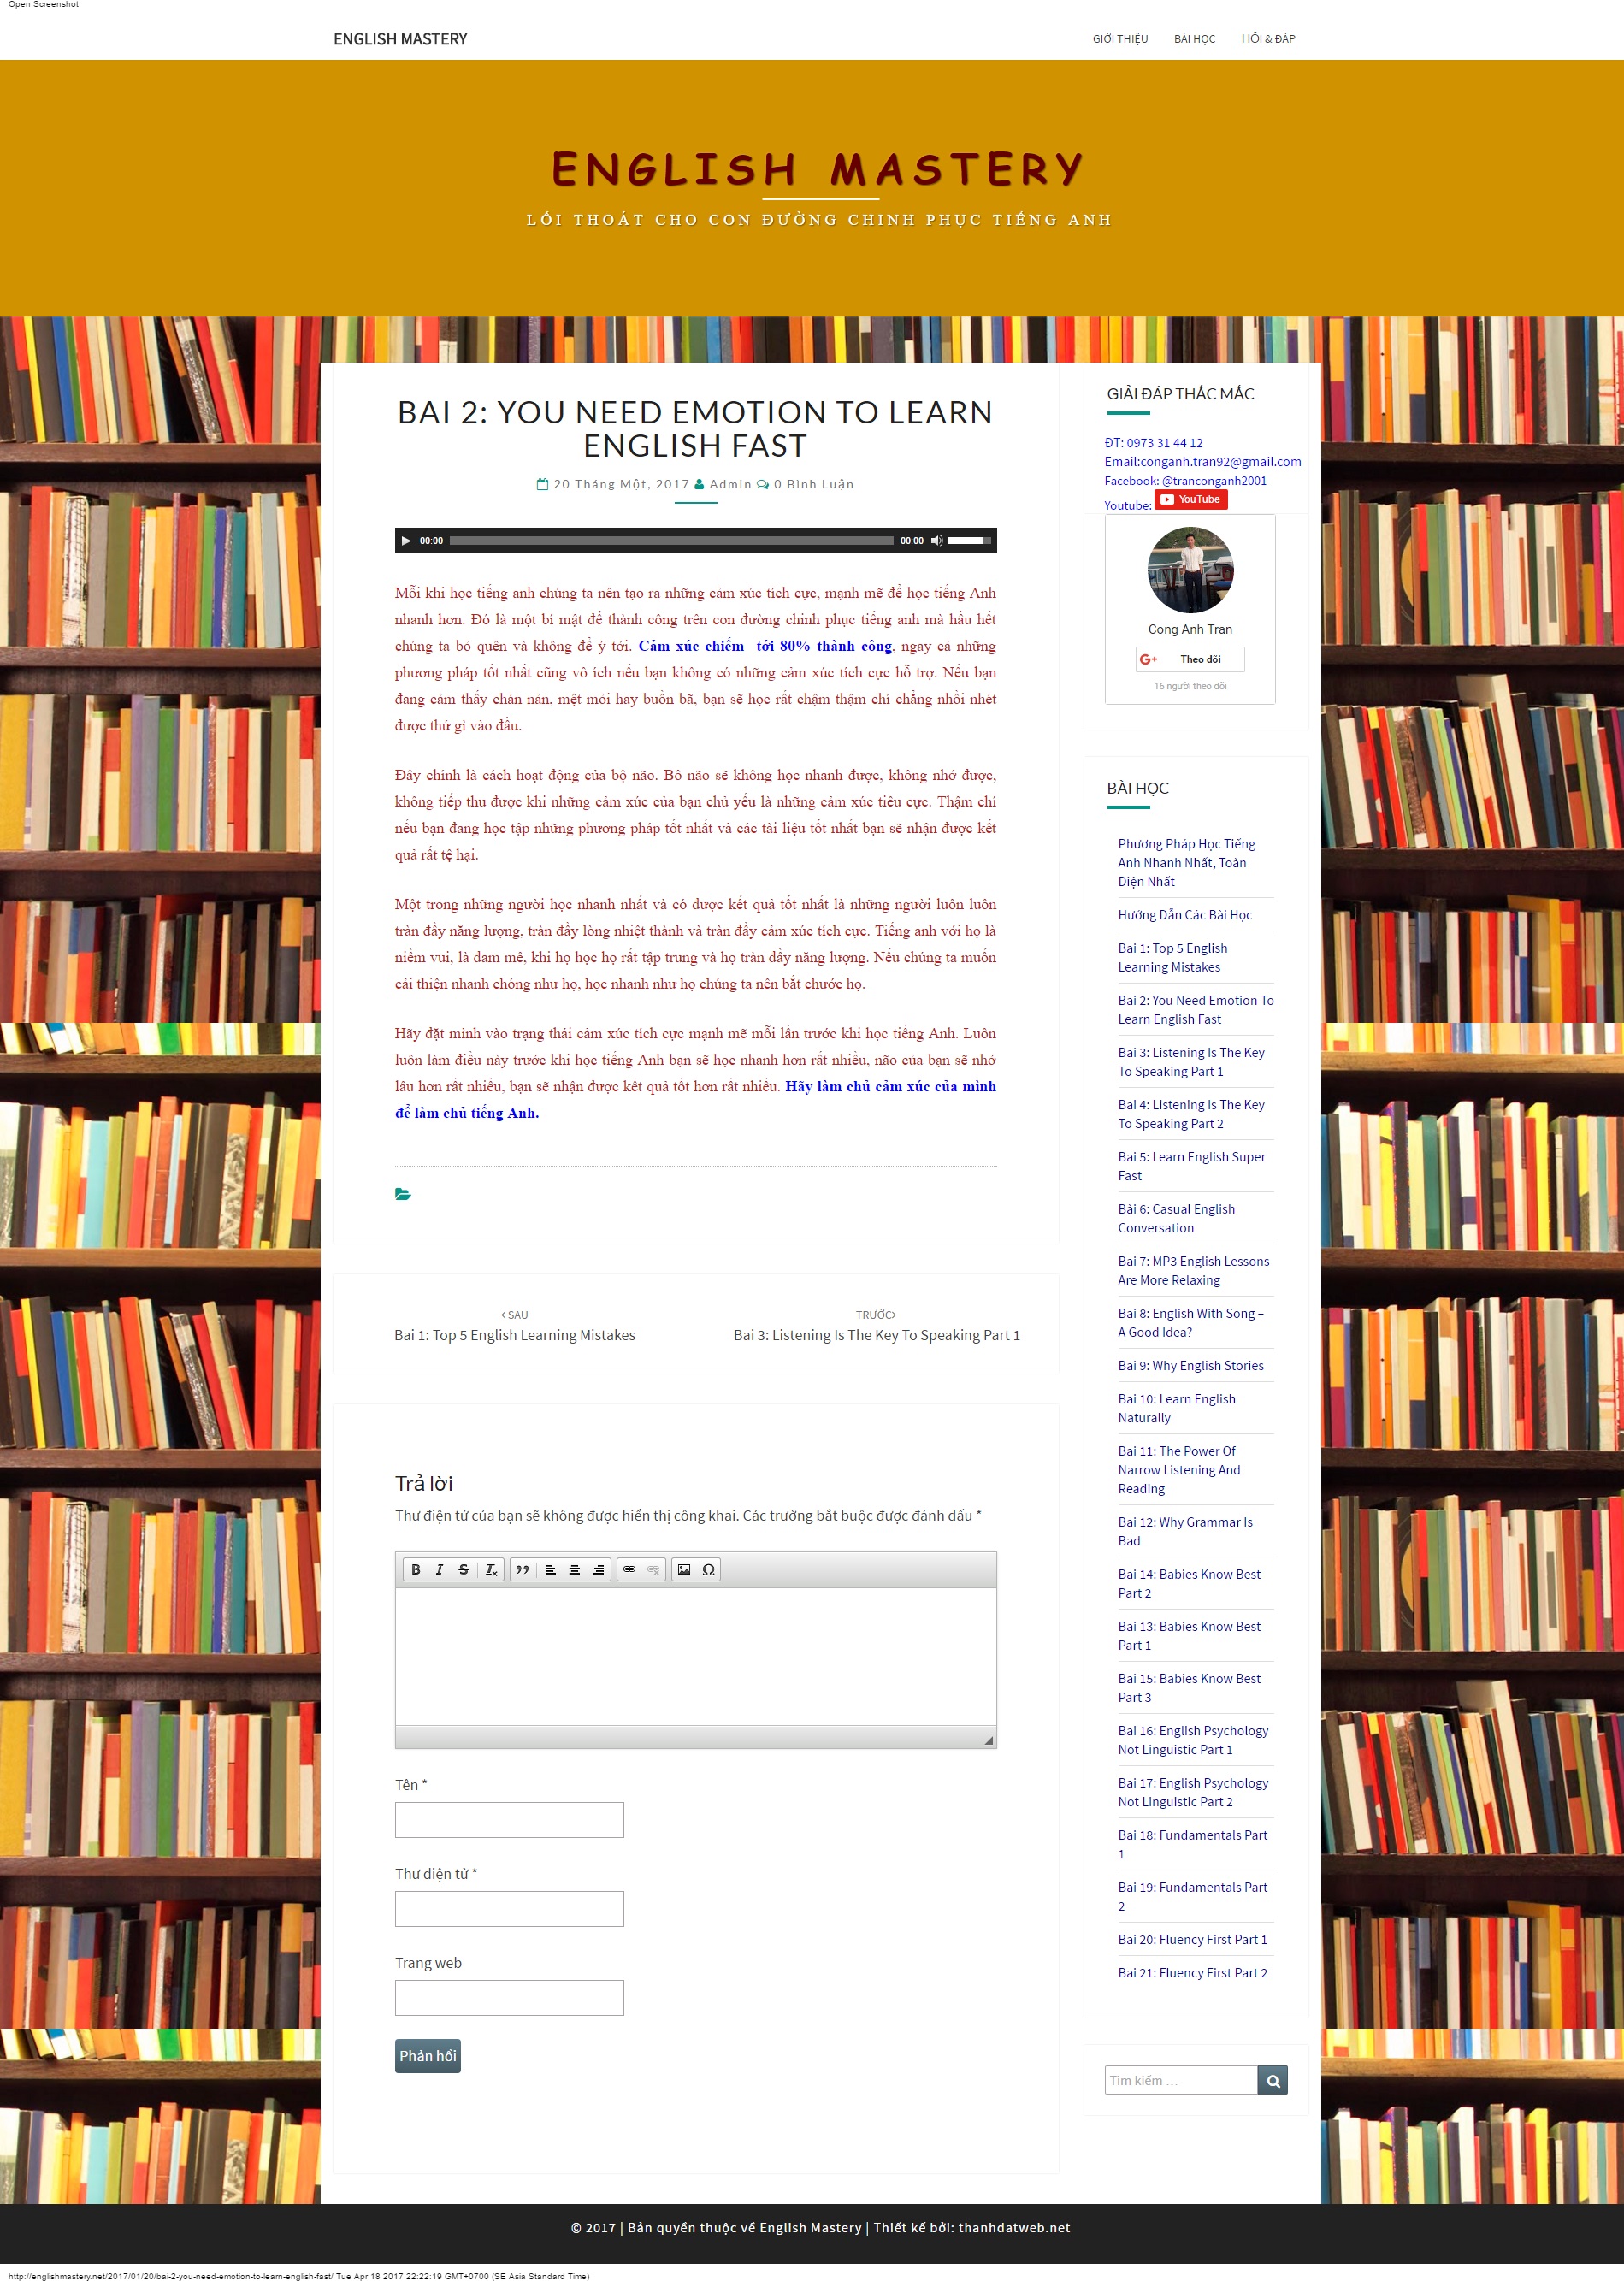 Open Screenshot
ENGLISH MASTERY
GIỚI THIỆU BÀI HỌC HỎI & ĐÁP
ENGLISH MASTERY
LỐI THOÁT CHO CON ĐƯỜNG CHINH PHỤC TIẾNG ANH
BAI 2: YOU NEED EMOTION TO LEARN
ENGLISH FAST
20 Tháng Một, 2017 Admin 0 Bình Luận
00:00 00:00
Mỗi khi học tiếng anh chúng ta nên tạo ra những cảm xúc tích cực, mạnh mẽ để học tiếng Anh
nhanh hơn. Đó là một bí mật để thành công trên con đường chinh phục tiếng anh mà hầu hết
chúng ta bỏ quên và không để ý tới. Cảm xúc chiếm tới 80% thành công, ngay cả những
phương pháp tốt nhất cũng vô ích nếu bạn không có những cảm xúc tích cực hỗ trợ. Nếu bạn
đang cảm thấy chán nản, mệt mỏi hay buồn bã, bạn sẽ học rất chậm thậm chí chẳng nhồi nhét
được thứ gì vào đầu.
Đây chính là cách hoạt động của bộ não. Bô não sẽ không học nhanh được, không nhớ được,
không tiếp thu được khi những cảm xúc của bạn chủ yếu là những cảm xúc tiêu cực. Thậm chí
nếu bạn đang học tập những phương pháp tốt nhất và các tài liệu tốt nhất bạn sẽ nhận được kết
quả rất tệ hại.
Một trong những người học nhanh nhất và có được kết quả tốt nhất là những người luôn luôn
tràn đầy năng lượng, tràn đầy lòng nhiệt thành và tràn đầy cảm xúc tích cực. Tiếng anh với họ là
niềm vui, là đam mê, khi họ học họ rất tập trung và họ tràn đầy năng lượng. Nếu chúng ta muốn
cải thiện nhanh chóng như họ, học nhanh như họ chúng ta nên bắt chước họ.
Hãy đặt mình vào trạng thái cảm xúc tích cực mạnh mẽ mỗi lần trước khi học tiếng Anh. Luôn
luôn làm điều này trước khi học tiếng Anh bạn sẽ học nhanh hơn rất nhiều, não của bạn sẽ nhớ
lâu hơn rất nhiều, bạn sẽ nhận được kết quả tốt hơn rất nhiều. Hãy làm chủ cảm xúc của mình
để làm chủ tiếng Anh.
SAU
Bai 1: Top 5 English Learning Mistakes
TRƯỚC
Bai 3: Listening Is The Key To Speaking Part 1
Trả lời
Thư điện tử của bạn sẽ không được hiển thị công khai. Các trường bắt buộc được đánh dấu *
Tên *
Thư điện tử *
Trang web
Phản hồi
GIẢI ĐÁP THẮC MẮC
ĐT: 0973 31 44 12
Email:conganh.tran92@gmail.com
Facebook: @tranconganh2001
Youtube: YouTube
Cong Anh Tran
G+ Theo dõi
16 người theo dõi
BÀI HỌC
Phương Pháp Học Tiếng
Anh Nhanh Nhất, Toàn
Diện Nhất
Hướng Dẫn Các Bài Học
Bai 1: Top 5 English
Learning Mistakes
Bai 2: You Need Emotion To
Learn English Fast
Bai 3: Listening Is The Key
To Speaking Part 1
Bai 4: Listening Is The Key
To Speaking Part 2
Bai 5: Learn English Super
Fast
Bài 6: Casual English
Conversation
Bai 7: MP3 English Lessons
Are More Relaxing
Bai 8: English With Song –
A Good Idea?
Bai 9: Why English Stories
Bai 10: Learn English
Naturally
Bai 11: The Power Of
Narrow Listening And
Reading
Bai 12: Why Grammar Is
Bad
Bai 14: Babies Know Best
Part 2
Bai 13: Babies Know Best
Part 1
Bai 15: Babies Know Best
Part 3
Bai 16: English Psychology
Not Linguistic Part 1
Bai 17: English Psychology
Not Linguistic Part 2
Bai 18: Fundamentals Part
1
Bai 19: Fundamentals Part
2
Bai 20: Fluency First Part 1
Bai 21: Fluency First Part 2
Tìm kiếm …
© 2017 | Bản quyền thuộc về English Mastery | Thiết kế bởi: thanhdatweb.net
http://englishmastery.net/2017/01/20/bai-2-you-need-emotion-to-learn-english-fast/ Tue Apr 18 2017 22:22:19 GMT+0700 (SE Asia Standard Time)